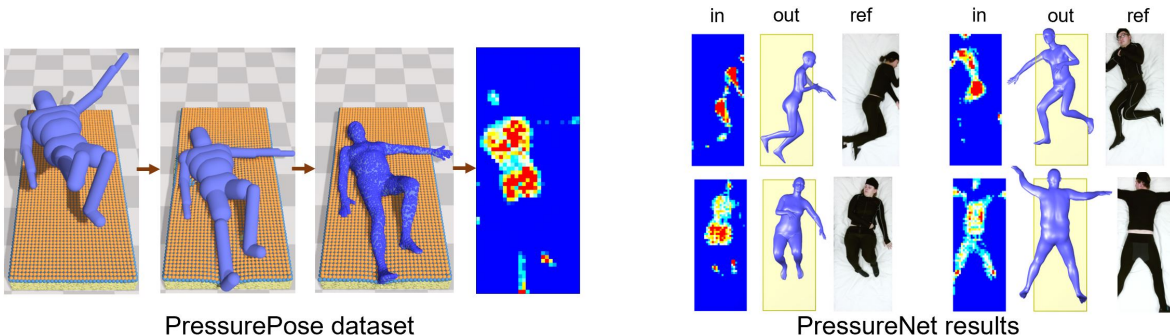 in out ref in out ref
PressurePose dataset
PressureNet results